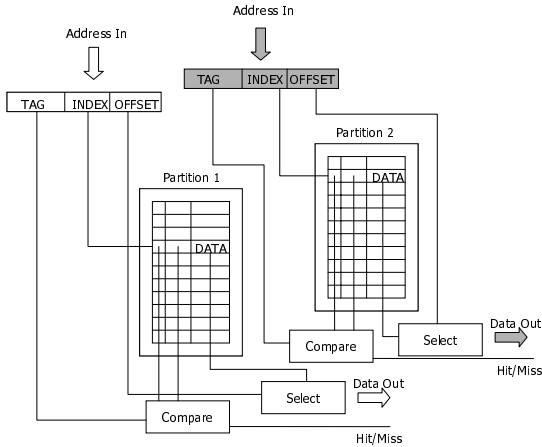 Address In
Address In
TAG INDEX OFFSET
TAG INDEX OFFSET
Partition 2
DATA
Partition 1
DATA
Data Out
Compare
Select
Hit/Miss
Data Out
Select
Compare
Hit/Miss